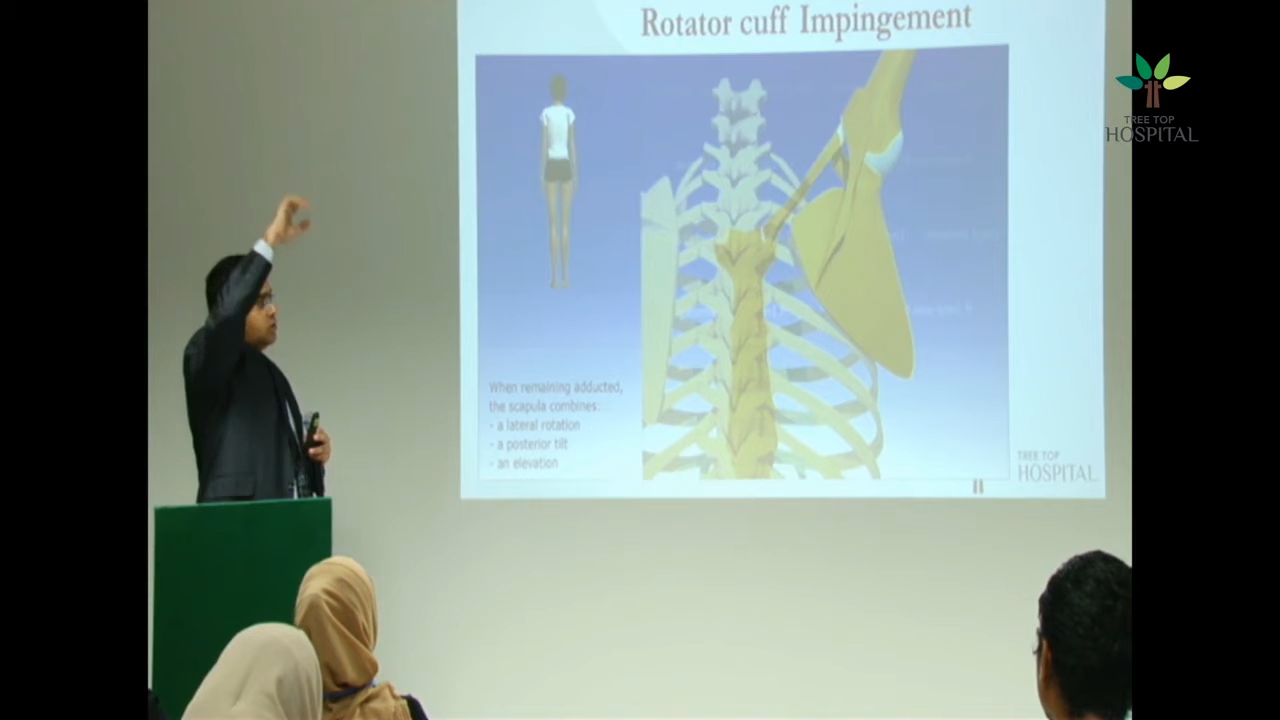 Rotator cuff Impingement
When remaining adducted,
the scapula combines:
- a lateral rotation
- a posterior tilt
- an elevation
TREE TOP
HOSPITAL
TREE TOP
HOSPITAL